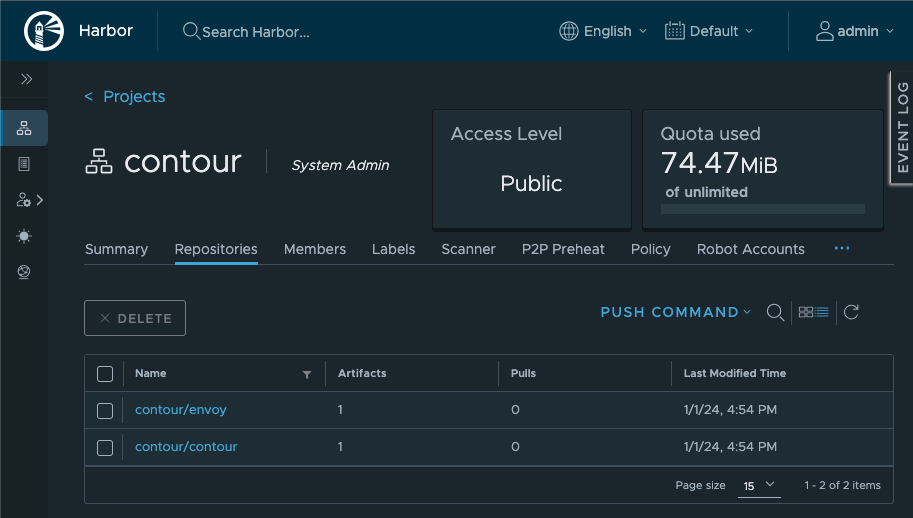 Harbor
Search Harbor...
English
Default
admin
EVENT LOG
< Projects
contour
System Admin
Access Level
Public
Quota used
74.47MiB
of unlimited
Summary Repositories Members Labels Scanner P2P Preheat Policy Robot Accounts ...
× DELETE
PUSH COMMAND
Name Artifacts Pulls Last Modified Time
contour/envoy 1 0 1/1/24, 4:54 PM
contour/contour 1 0 1/1/24, 4:54 PM
Page size 15 1 - 2 of 2 items